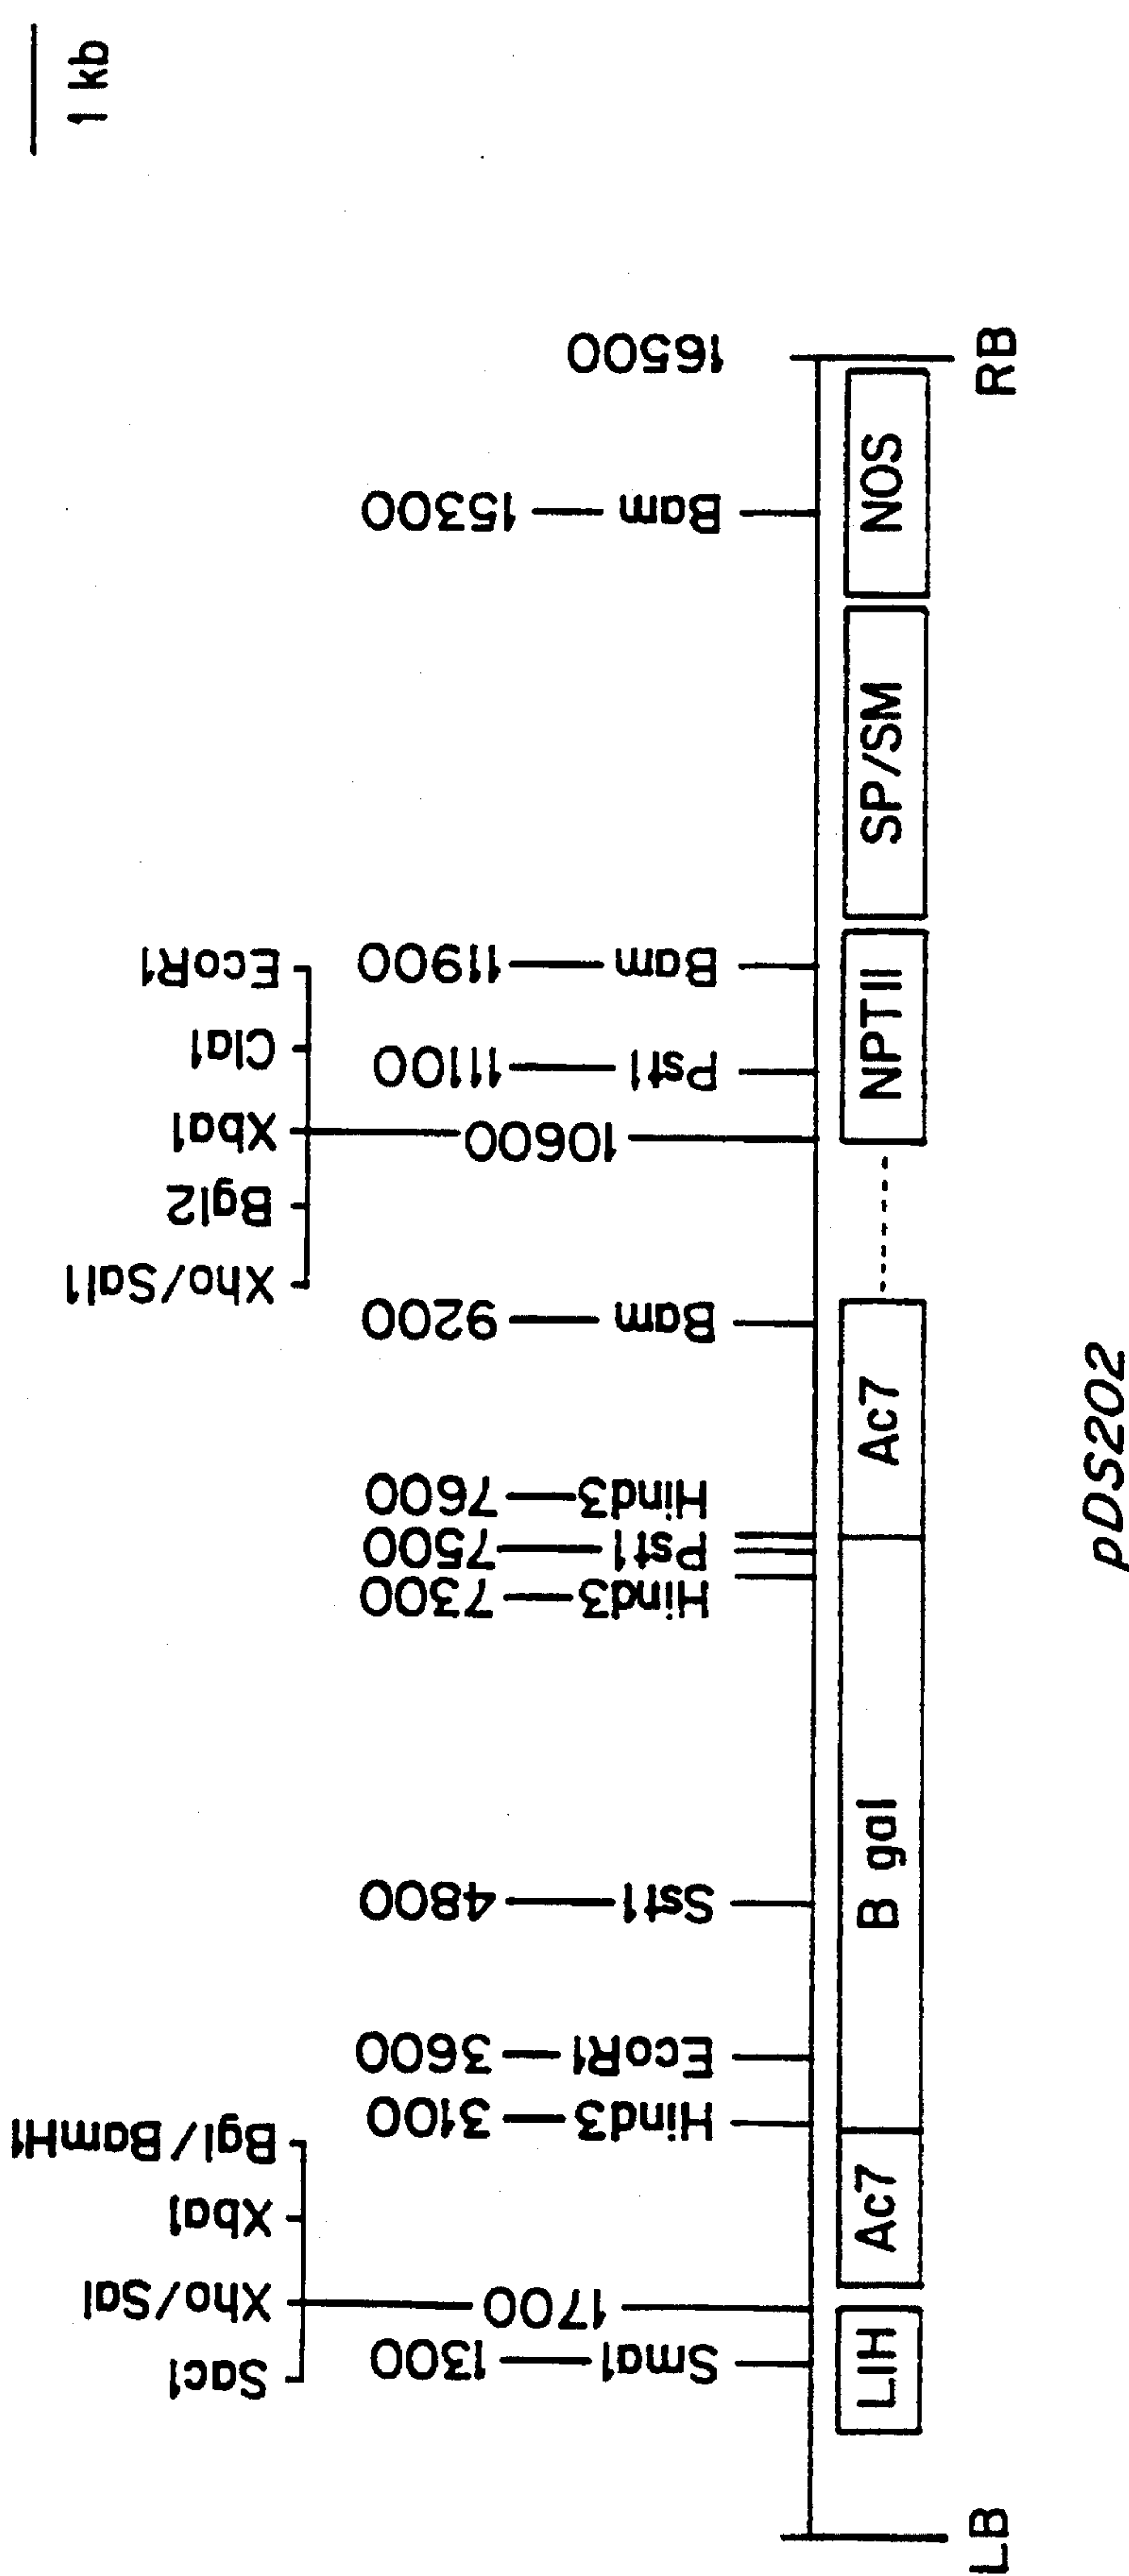 1 kb
Sac1
Xho/Sal
Xba1
Bgl/BamH1
Xho/Sal1
Bgl2
Xba1
Cla1
EcoR1
1300 — Sma1
1700
3100 — Hind3
3600 — EcoR1
4800 — Sst1
7300 — Hind3
7500 — Pst1
7600 — Hind3
9200 — Bam
10600
11100 — Pst1
11900 — Bam
15300 — Bam
16500
LIH
Ac7
B gal
Ac7
NPTII
SP/SM
NOS
LB
RB
pDS202